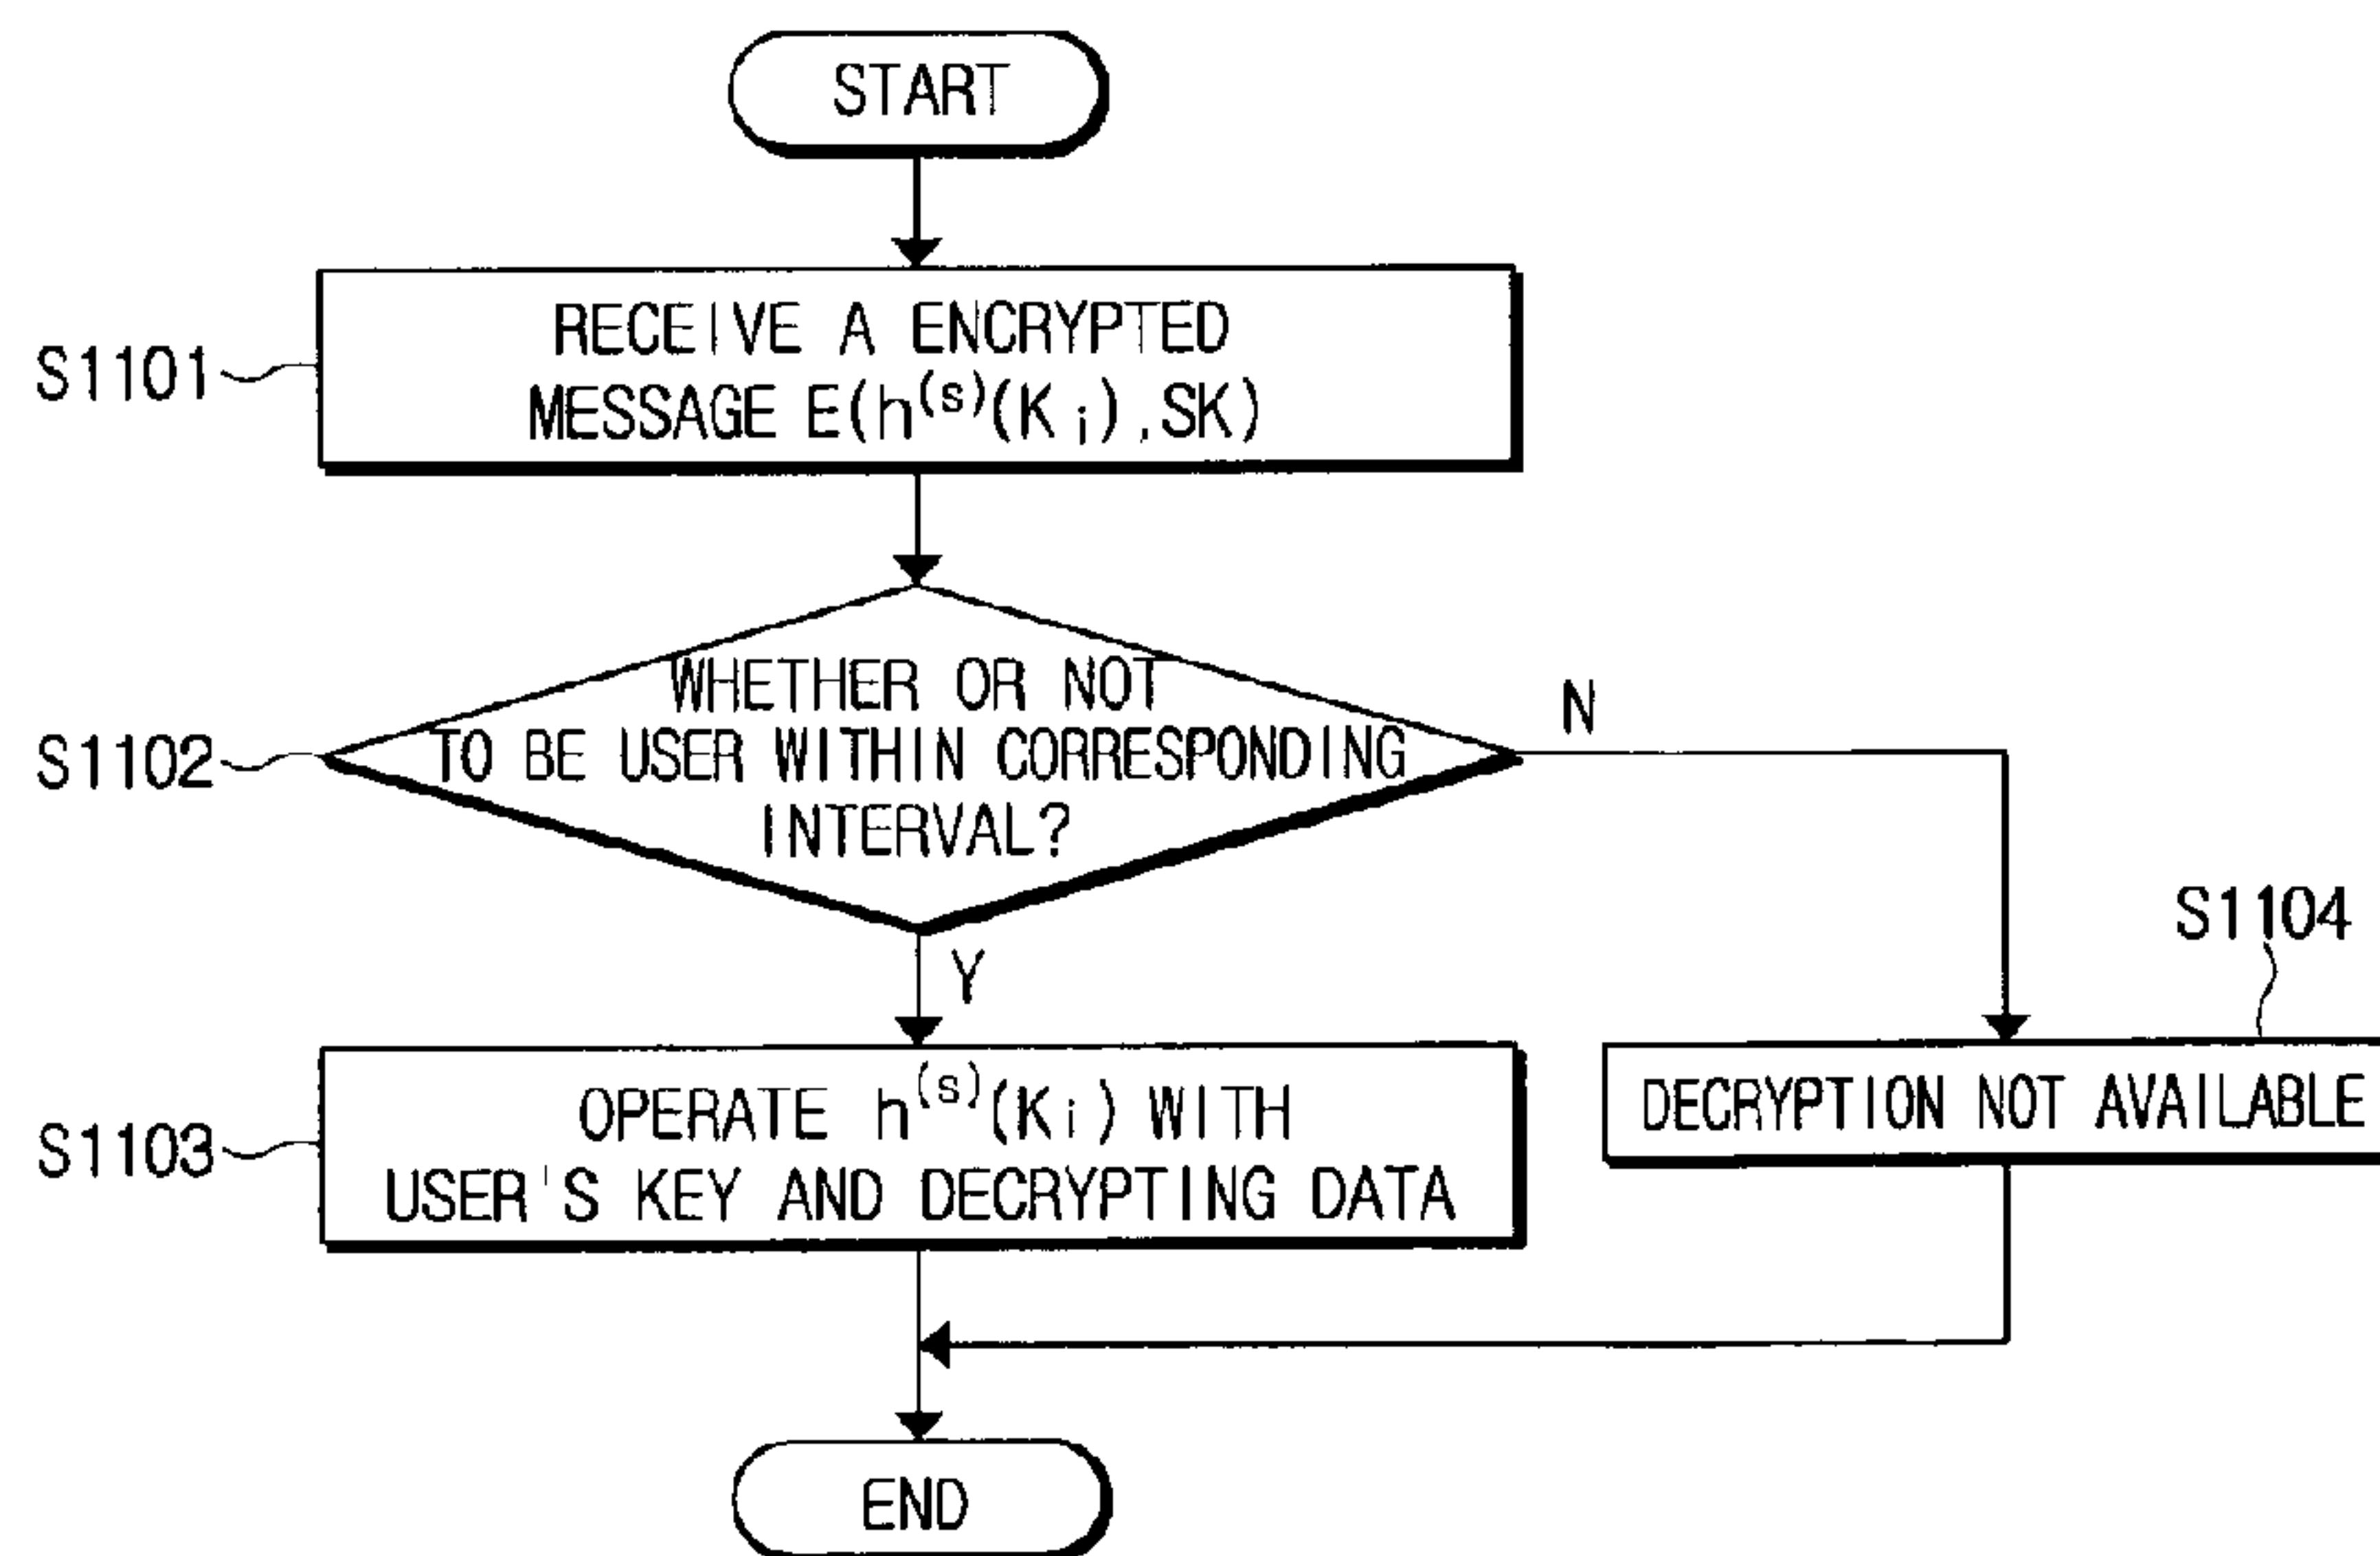 START
S1101
RECEIVE A ENCRYPTED
MESSAGE E(h^(s)(K_i),SK)
S1102
WHETHER OR NOT
TO BE USER WITHIN CORRESPONDING
INTERVAL?
N
Y
S1103
OPERATE h^(s)(K_i) WITH
USER'S KEY AND DECRYPTING DATA
S1104
DECRYPTION NOT AVAILABLE
END